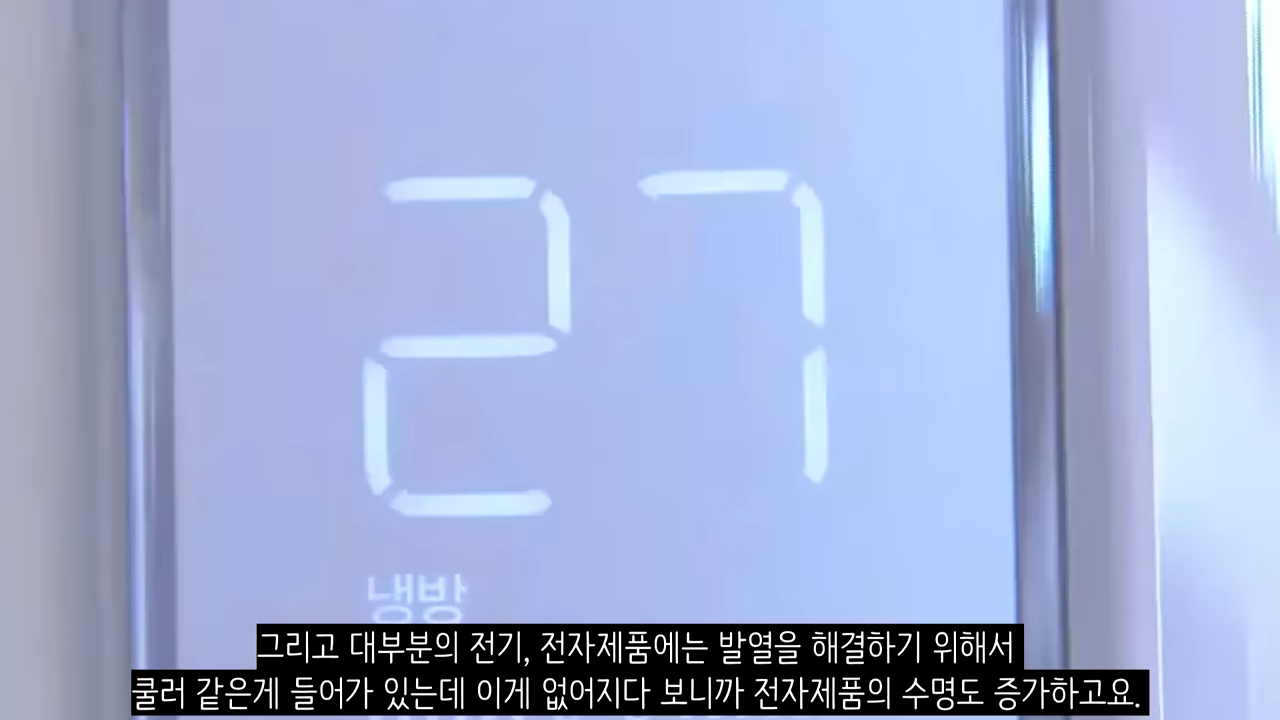 27
냉방
그리고 대부분의 전기, 전자제품에는 발열을 해결하기 위해서
쿨러 같은게 들어가 있는데 이게 없어지다 보니까 전자제품의 수명도 증가하고요.